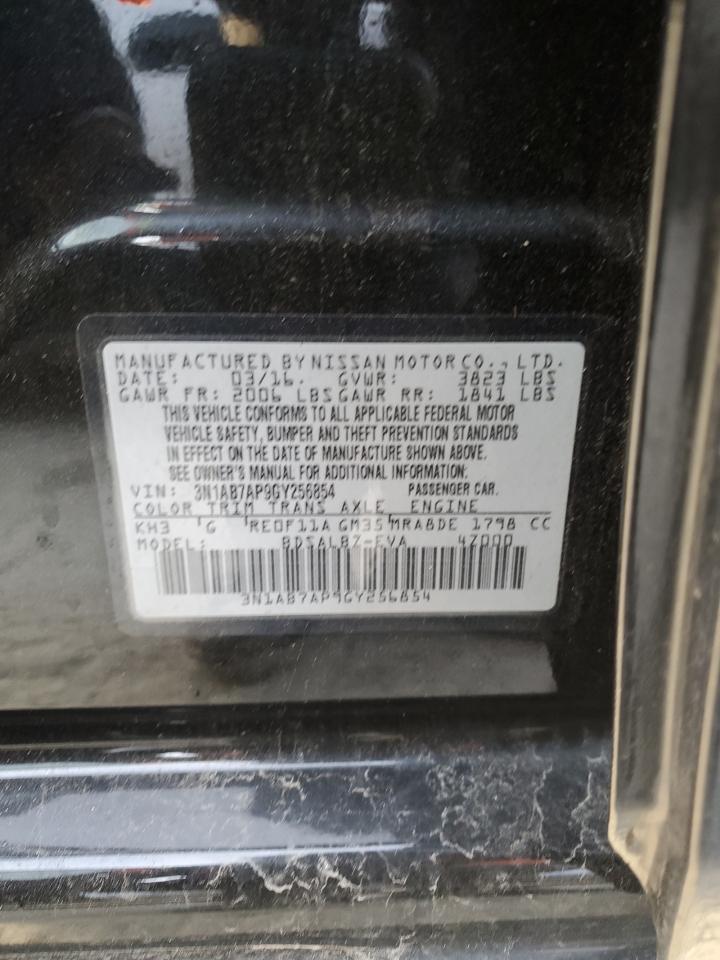 MANUFACTURED BY NISSAN MOTOR CO., LTD.
DATE: 03/16. GVWR: 3823 LBS
GAWR FR: 2006 LBS GAWR RR: 1841 LBS
THIS VEHICLE CONFORMS TO ALL APPLICABLE FEDERAL MOTOR
VEHICLE SAFETY, BUMPER AND THEFT PREVENTION STANDARDS
IN EFFECT ON THE DATE OF MANUFACTURE SHOWN ABOVE.
SEE OWNER'S MANUAL FOR ADDITIONAL INFORMATION.
VIN: 3N1AB7AP9GY256854 PASSENGER CAR.
COLOR TRIM TRANS AXLE ENGINE
KH3 G RE0F11A GM35 MRA8DE 1798 CC
MODEL: BDSALBZ-EVA 4Z000
3N1AB7AP9GY256854